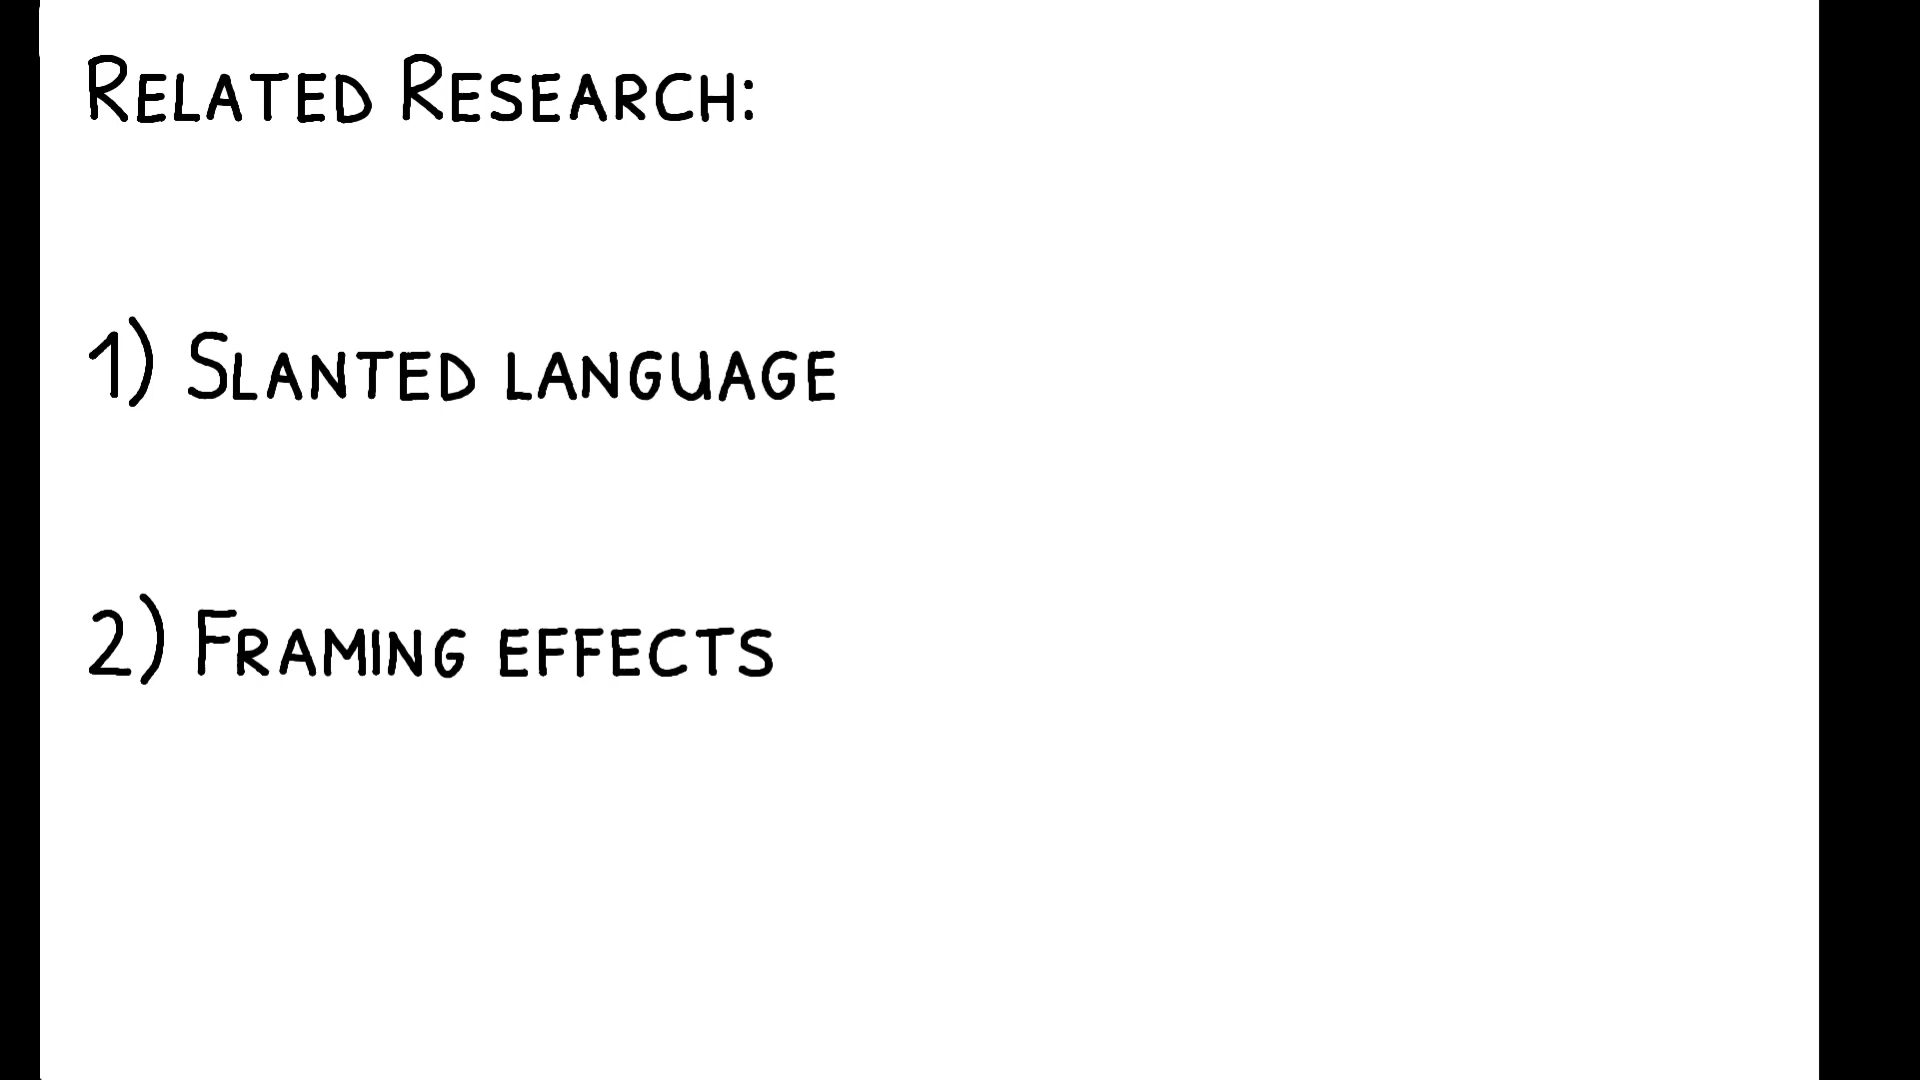 Related Research:
1) Slanted language
2) Framing effects